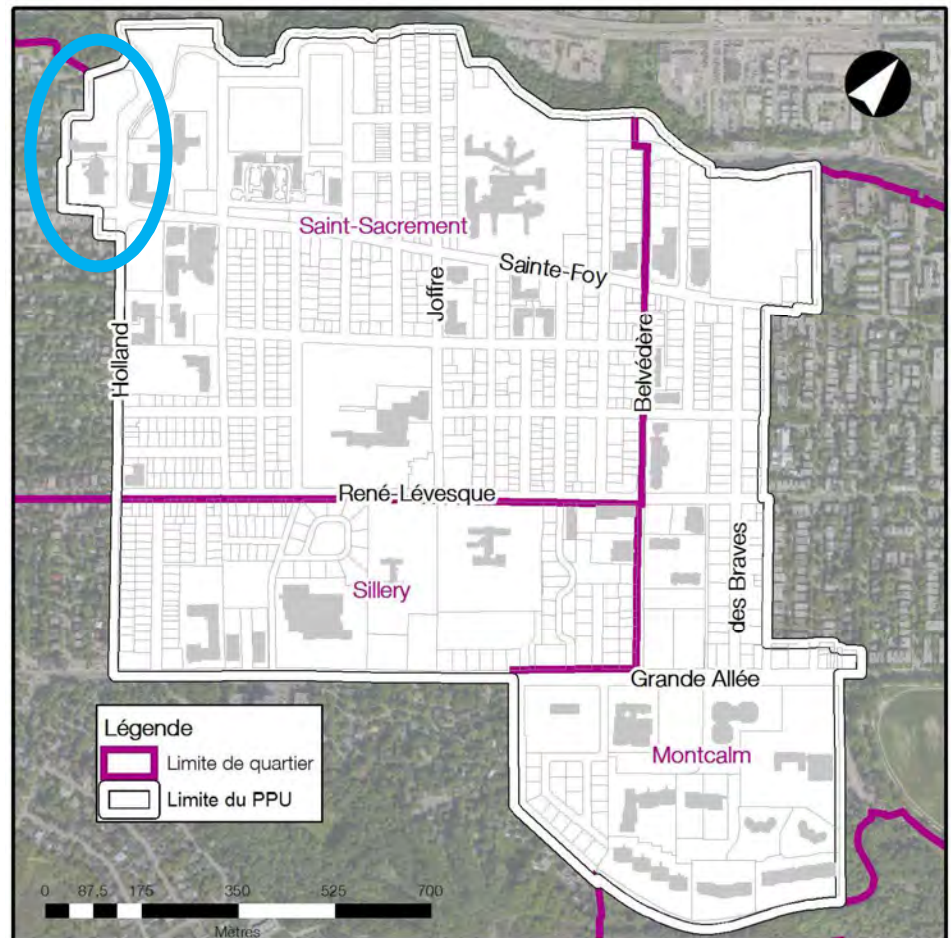 Saint-Sacrement
Sainte-Foy
Joffre
Holland
Belvédère
René-Lévesque
Sillery
des Braves
Grande Allée
Montcalm
Légende
Limite de quartier
Limite du PPU
0 87,5 175 350 525 700
Mètres